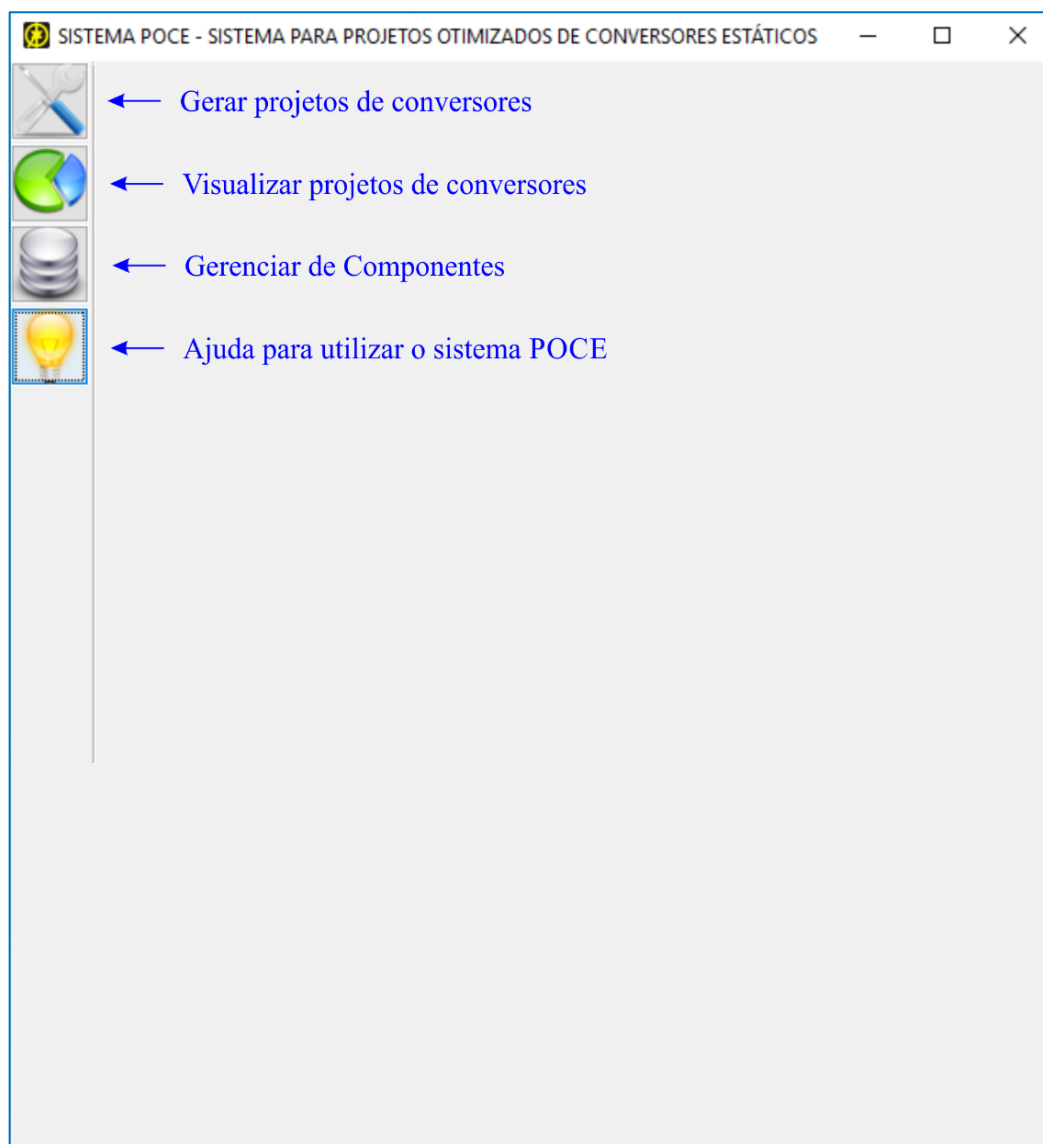 SISTEMA POCE - SISTEMA PARA PROJETOS OTIMIZADOS DE CONVERSORES ESTÁTICOS
Gerar projetos de conversores
Visualizar projetos de conversores
Gerenciar de Componentes
Ajuda para utilizar o sistema POCE